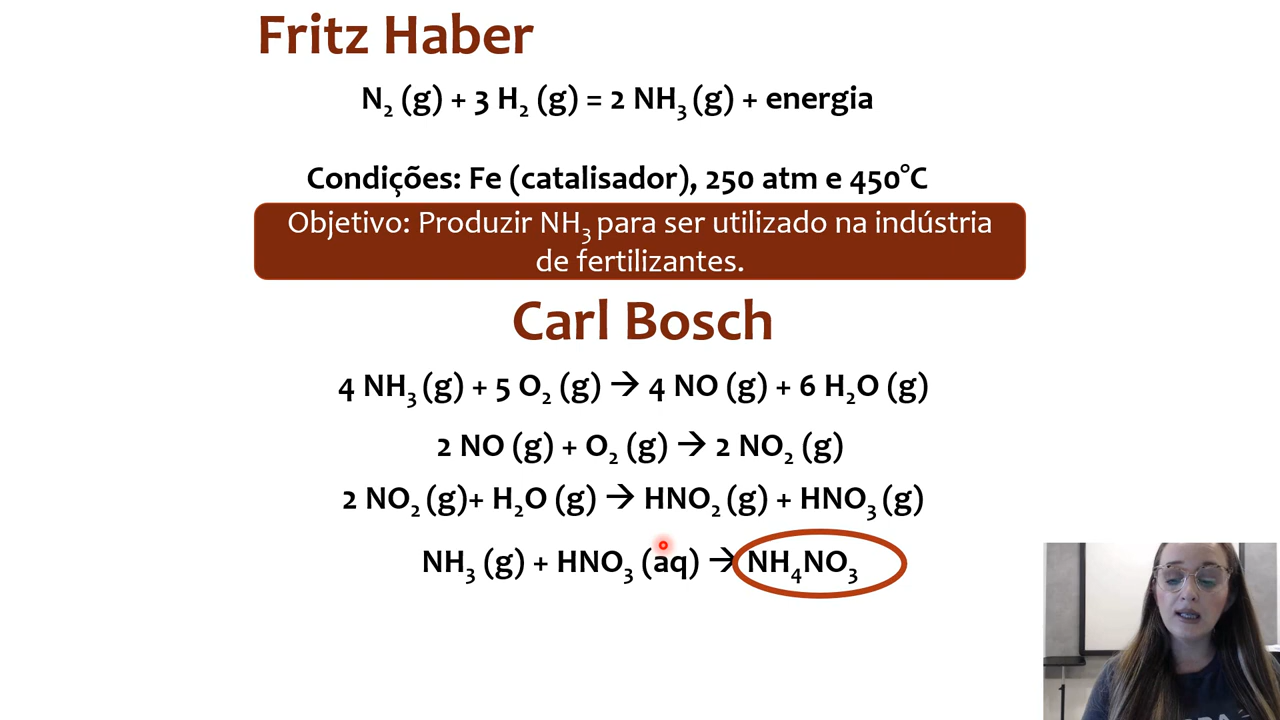 Fritz Haber
N₂ (g) + 3 H₂ (g) = 2 NH₃ (g) + energia
Condições: Fe (catalisador), 250 atm e 450°C
Objetivo: Produzir NH₃ para ser utilizado na indústria
de fertilizantes.
Carl Bosch
4 NH₃ (g) + 5 O₂ (g) → 4 NO (g) + 6 H₂O (g)
2 NO (g) + O₂ (g) → 2 NO₂ (g)
2 NO₂ (g)+ H₂O (g) → HNO₂ (g) + HNO₃ (g)
NH₃ (g) + HNO₃ (aq) → NH₄NO₃